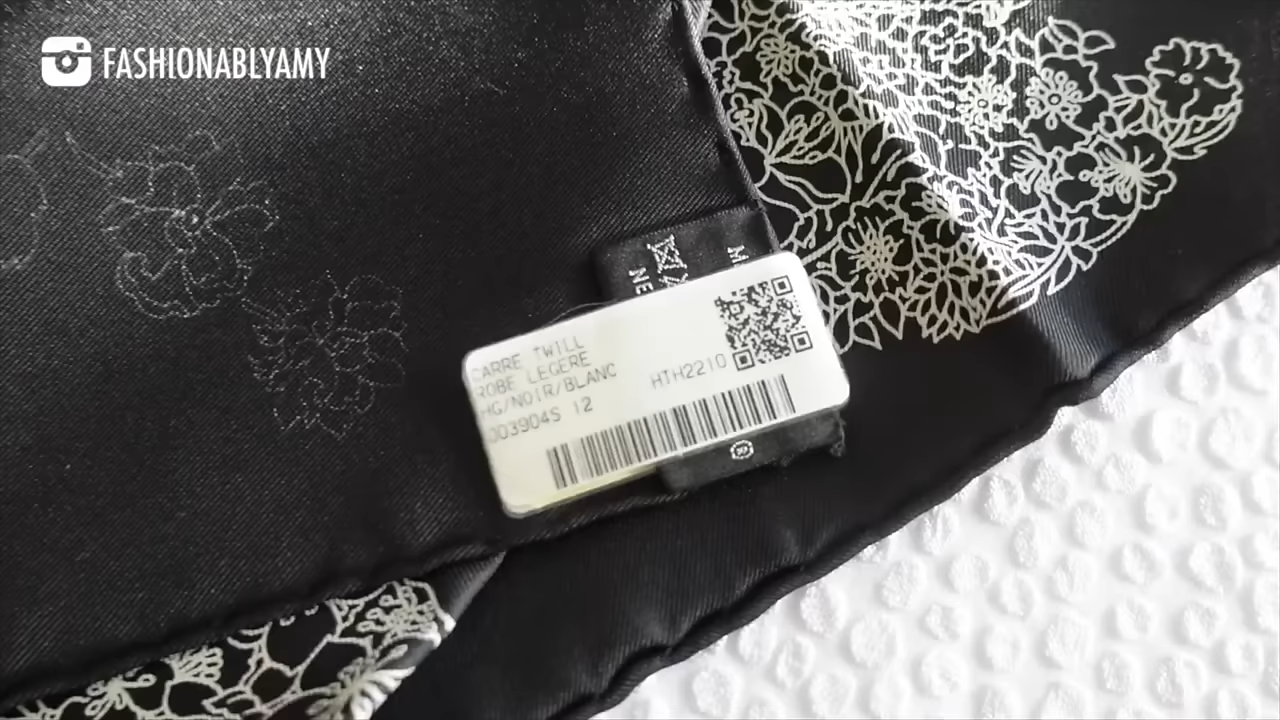 FASHIONABLYAMY
CARRE TWILL
ROBE LEGERE
HG/NOIR/BLANC
003904S 12
HTH2210